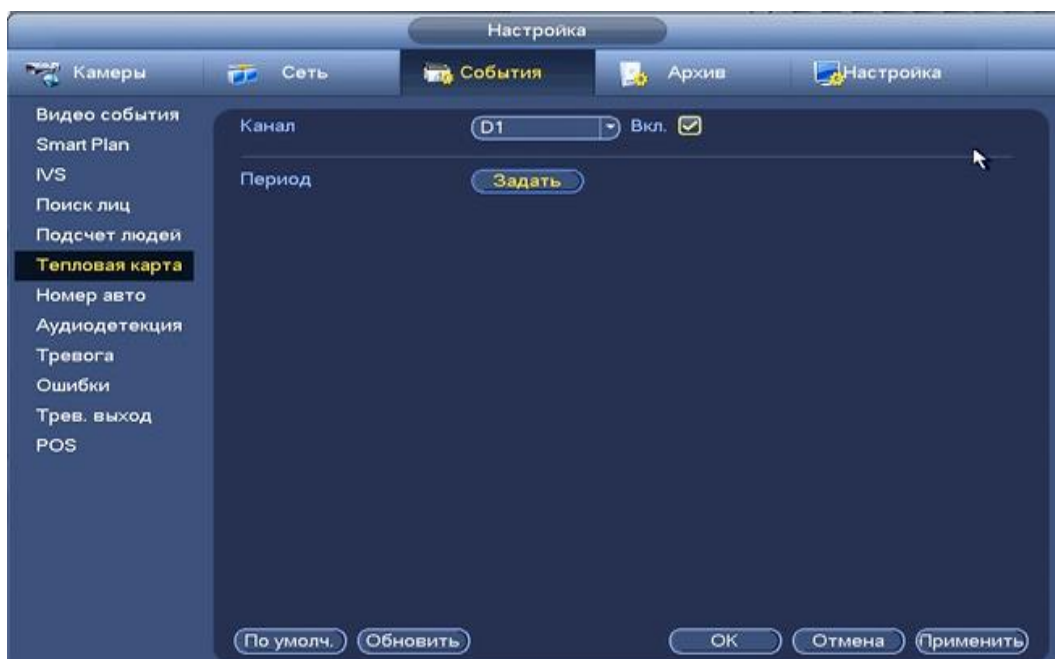 Настройка
Камеры Сеть События Архив Настройка
Видео события
Smart Plan
IVS
Поиск лиц
Подсчет людей
Тепловая карта
Номер авто
Аудиодетекция
Тревога
Ошибки
Трев. выход
POS
Канал D1 Вкл.
Период Задать
По умолч. Обновить OK Отмена Применить